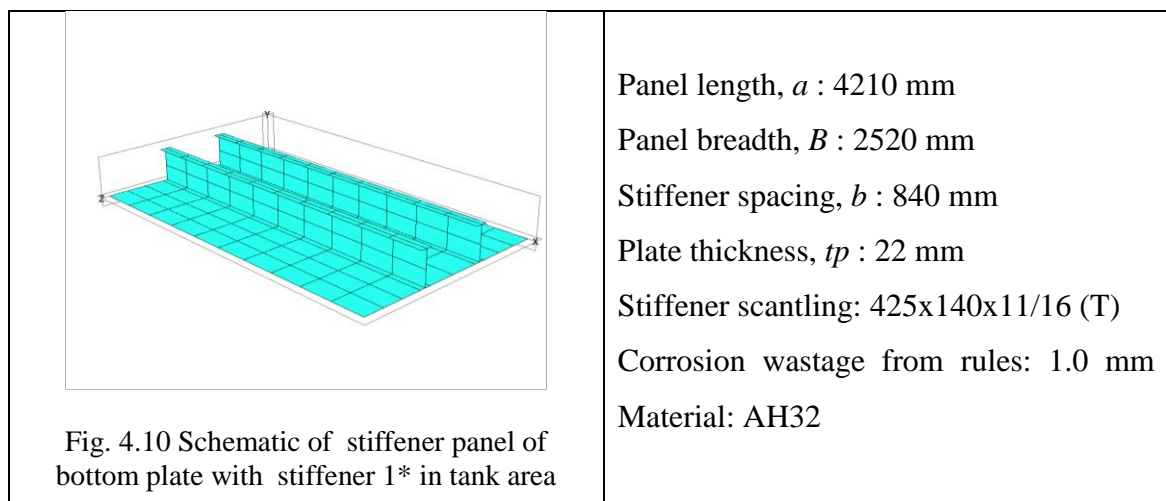 Y
Z
X
Fig. 4.10 Schematic of stiffener panel of
bottom plate with stiffener 1* in tank area
Panel length, a : 4210 mm
Panel breadth, B : 2520 mm
Stiffener spacing, b : 840 mm
Plate thickness, tp : 22 mm
Stiffener scantling: 425x140x11/16 (T)
Corrosion wastage from rules: 1.0 mm
Material: AH32